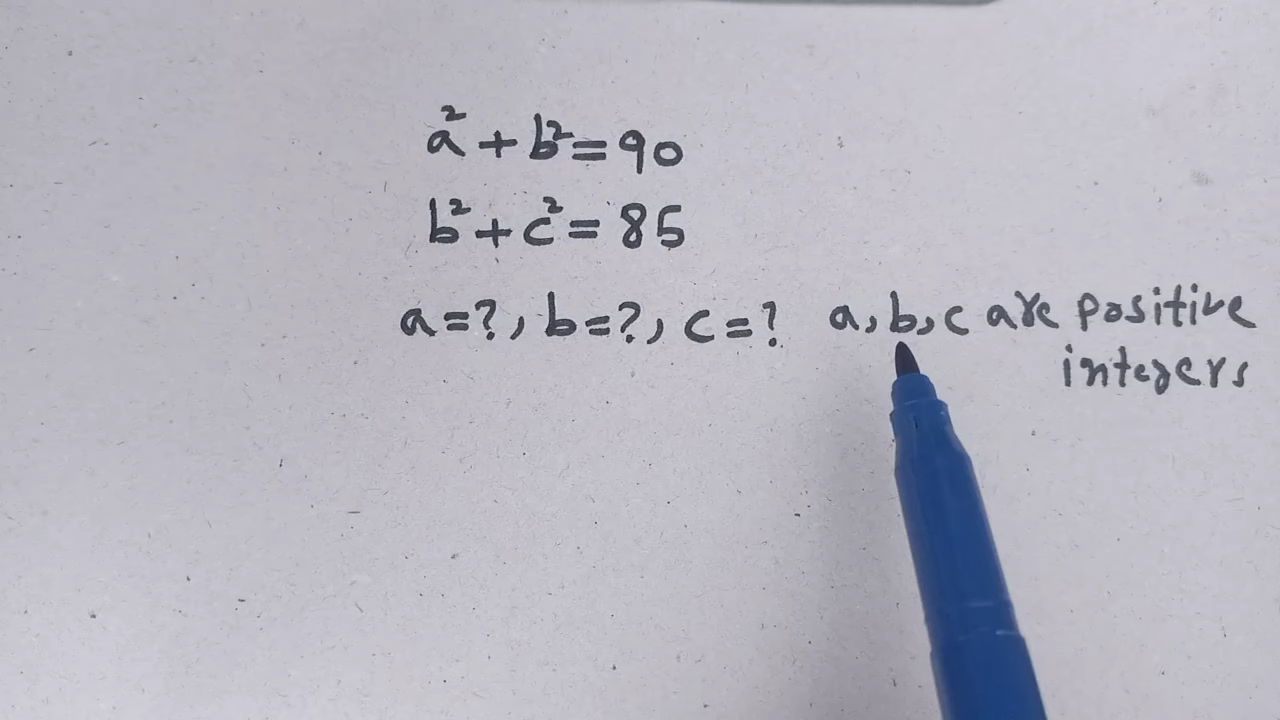 a² + b² = 90
b² + c² = 85
a = ?, b = ?, c = ? a, b, c are positive
integers